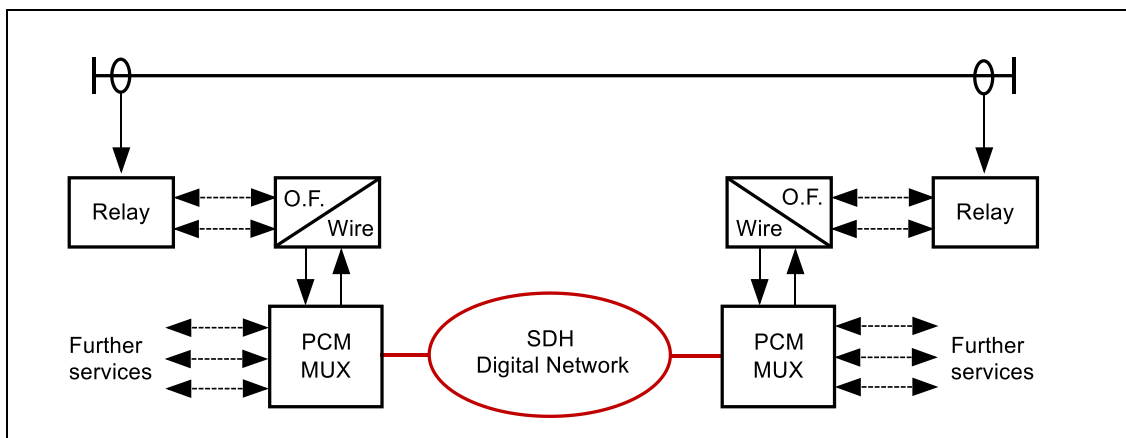 Relay
O.F.
Wire
O.F.
Wire
Relay
Further
services
PCM
MUX
SDH
Digital Network
PCM
MUX
Further
services